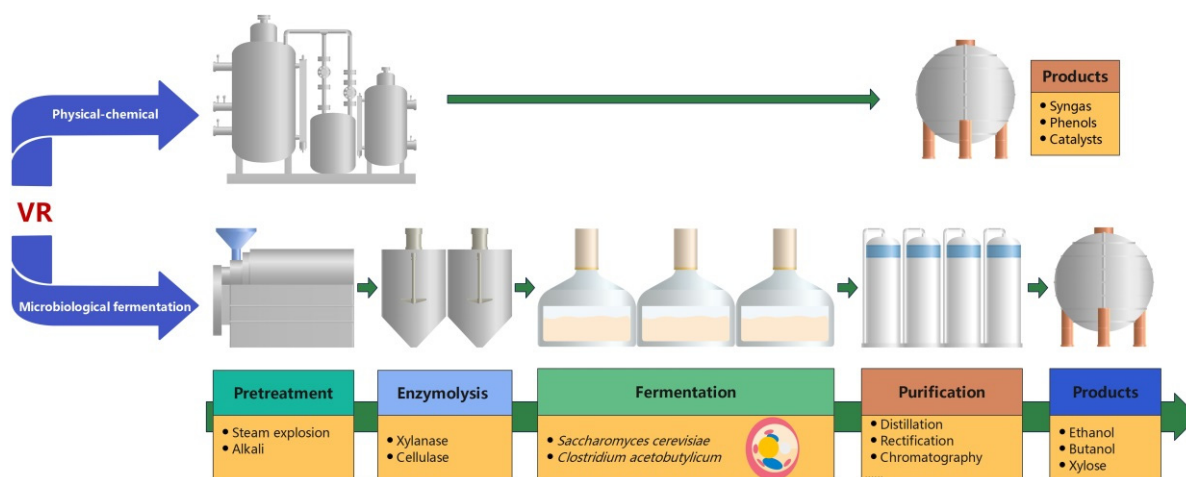 Physical-chemical
Products
• Syngas
• Phenols
• Catalysts
VR
Microbiological fermentation
Pretreatment
• Steam explosion
• Alkali
Enzymolysis
• Xylanase
• Cellulase
Fermentation
• Saccharomyces cerevisiae
• Clostridium acetobutylicum
Purification
• Distillation
• Rectification
• Chromatography
Products
• Ethanol
• Butanol
• Xylose